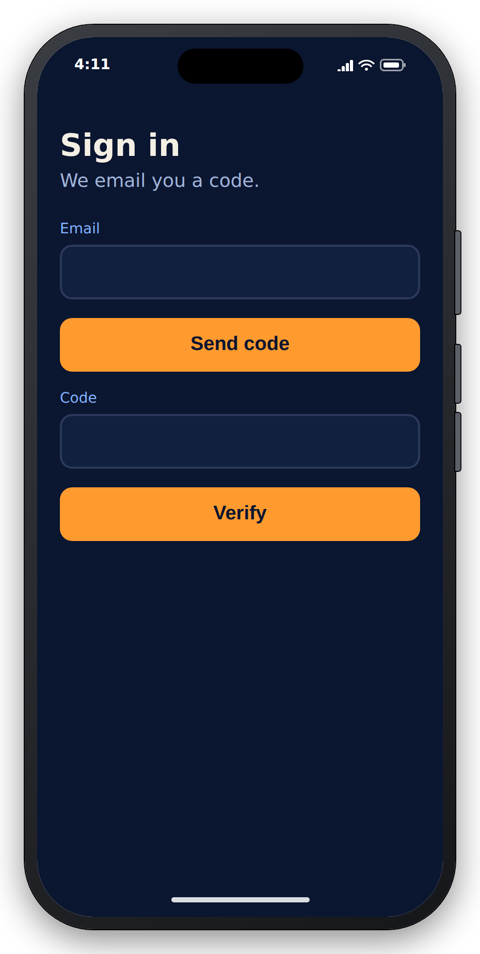 4:11
Sign in
We email you a code.
Email
Send code
Code
Verify